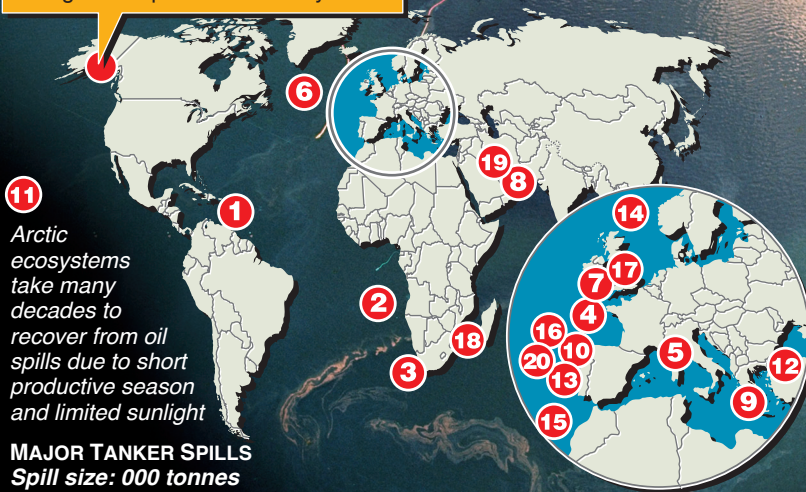 6
19
8
11
1
14
Arctic
ecosystems
take many
decades to
recover from oil
spills due to short
productive season
and limited sunlight
2
18
3
17
7
4
16
10
20
5
13
12
9
15
MAJOR TANKER SPILLS
Spill size: 000 tonnes